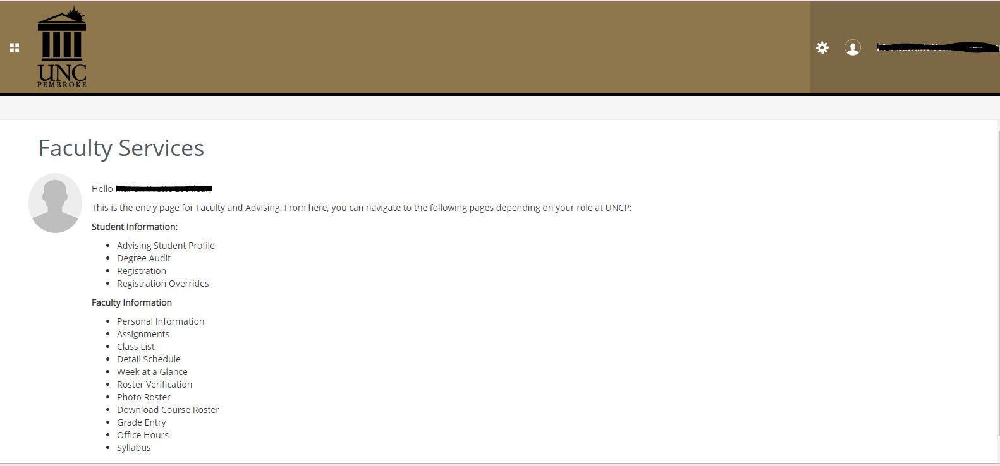 UNC
PEMBROKE
Faculty Services
Hello
This is the entry page for Faculty and Advising. From here, you can navigate to the following pages depending on your role at UNCP:
Student Information:
Advising Student Profile
Degree Audit
Registration
Registration Overrides
Faculty Information
Personal Information
Assignments
Class List
Detail Schedule
Week at a Glance
Roster Verification
Photo Roster
Download Course Roster
Grade Entry
Office Hours
Syllabus